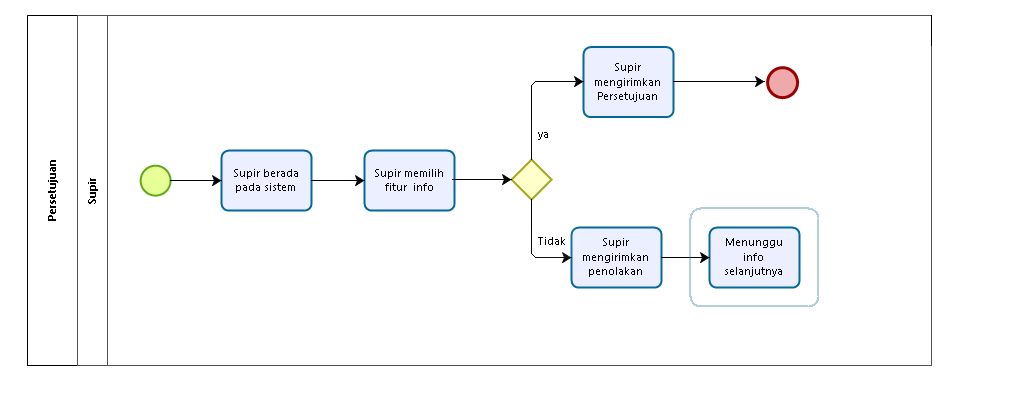 Persetujuan
Supir
Supir berada
pada sistem
Supir memilih
fitur info
ya
Supir
mengirimkan
Persetujuan
Tidak
Supir
mengirimkan
penolakan
Menunggu
info
selanjutnya